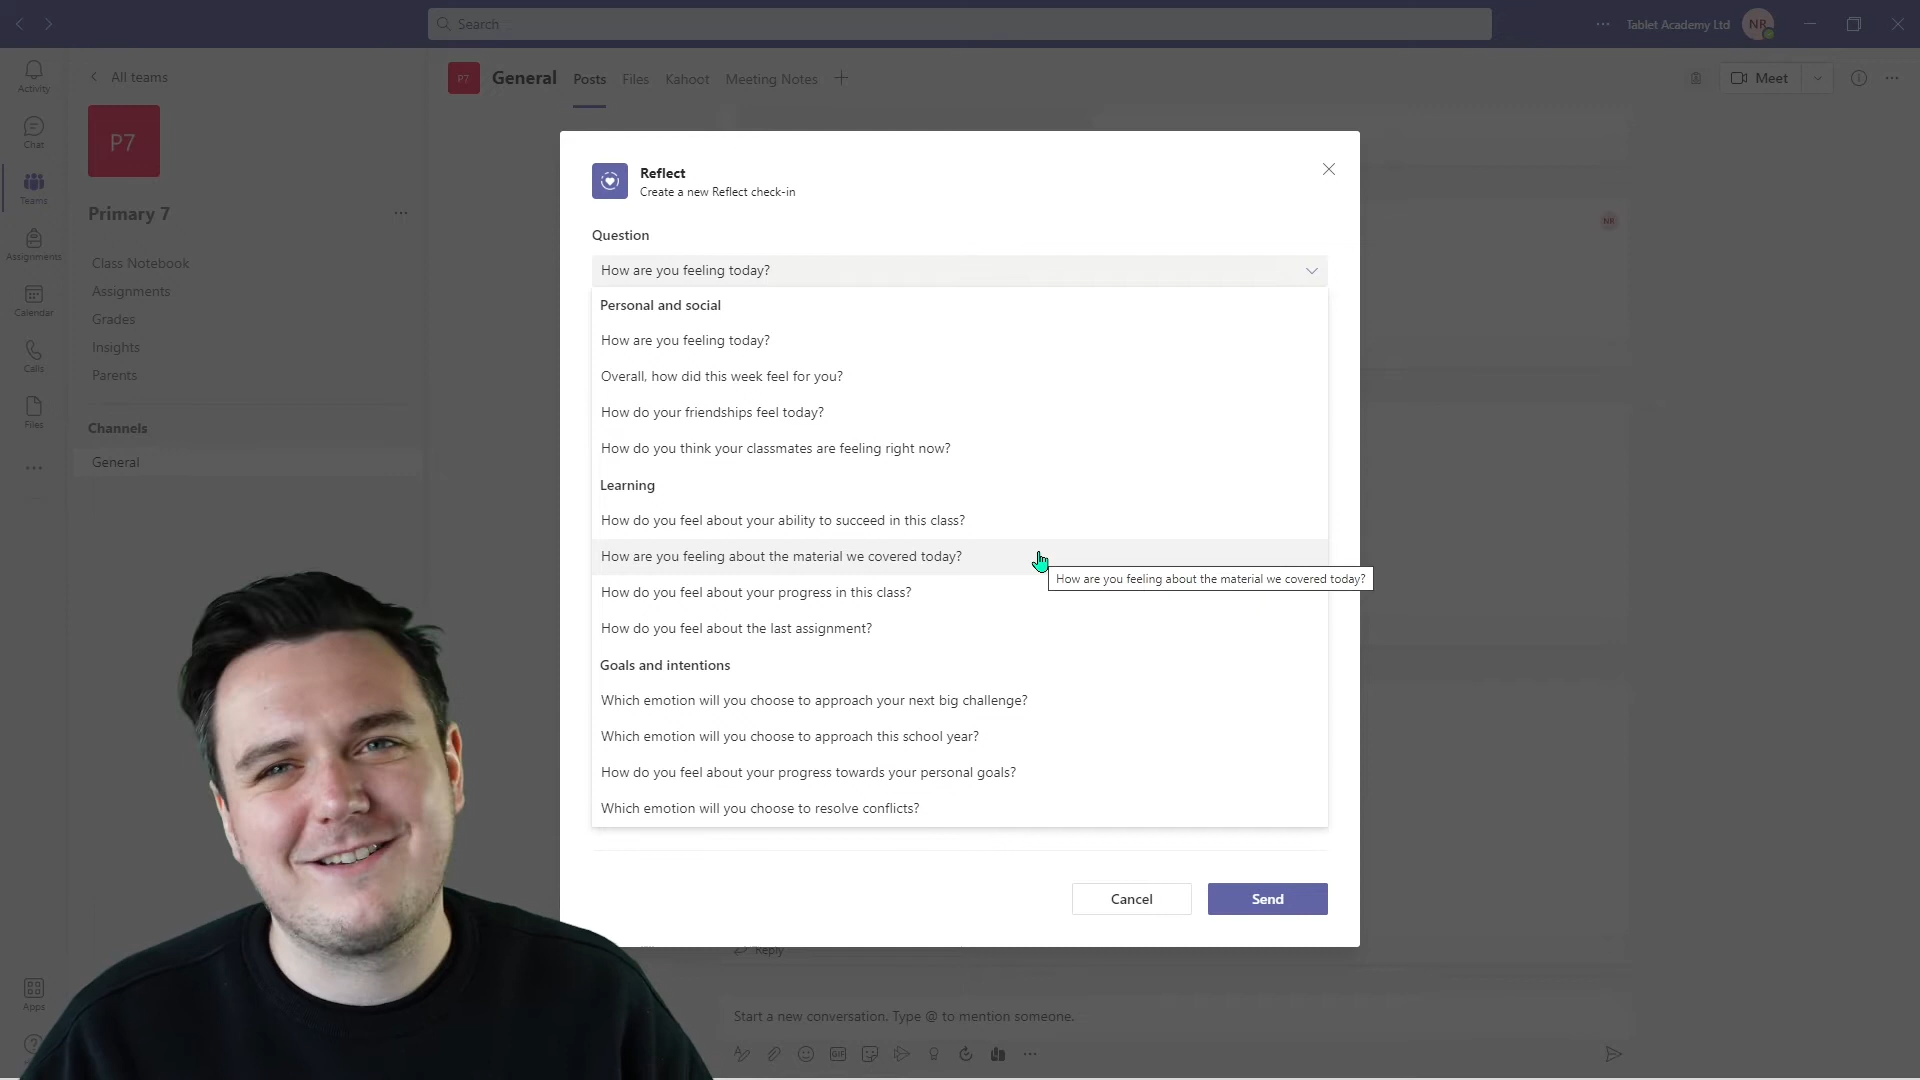 Search
Tablet Academy Ltd
NR
Activity
Chat
Teams
Assignments
Calendar
Calls
Files
Apps
All teams
P7
Primary 7
Class Notebook
Assignments
Grades
Insights
Parents
Channels
General
P7
General
Posts
Files
Kahoot
Meeting Notes
Meet
NR
Reflect
Create a new Reflect check-in
Question
How are you feeling today?
Personal and social
How are you feeling today?
Overall, how did this week feel for you?
How do your friendships feel today?
How do you think your classmates are feeling right now?
Learning
How do you feel about your ability to succeed in this class?
How are you feeling about the material we covered today?
How are you feeling about the material we covered today?
How do you feel about your progress in this class?
How do you feel about the last assignment?
Goals and intentions
Which emotion will you choose to approach your next big challenge?
Which emotion will you choose to approach this school year?
How do you feel about your progress towards your personal goals?
Which emotion will you choose to resolve conflicts?
Cancel
Send
Reply
Start a new conversation. Type @ to mention someone.
GIF